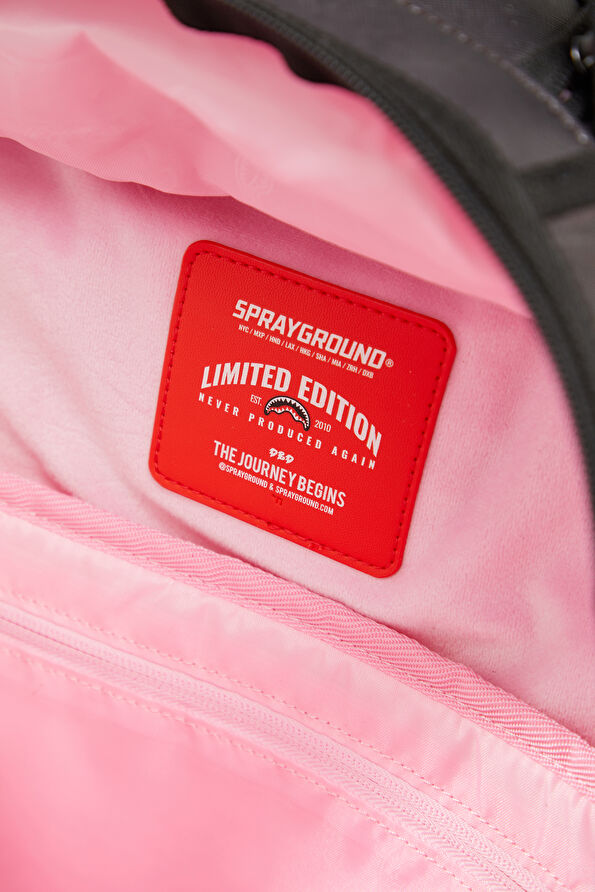 SPRAYGROUND®
NYC / MXP / HND / LAX / HKG / SHA / MIA / ZRH / DXB
LIMITED EDITION
EST. 2010
NEVER PRODUCED AGAIN
DBD
THE JOURNEY BEGINS
@SPRAYGROUND & SPRAYGROUND.COM